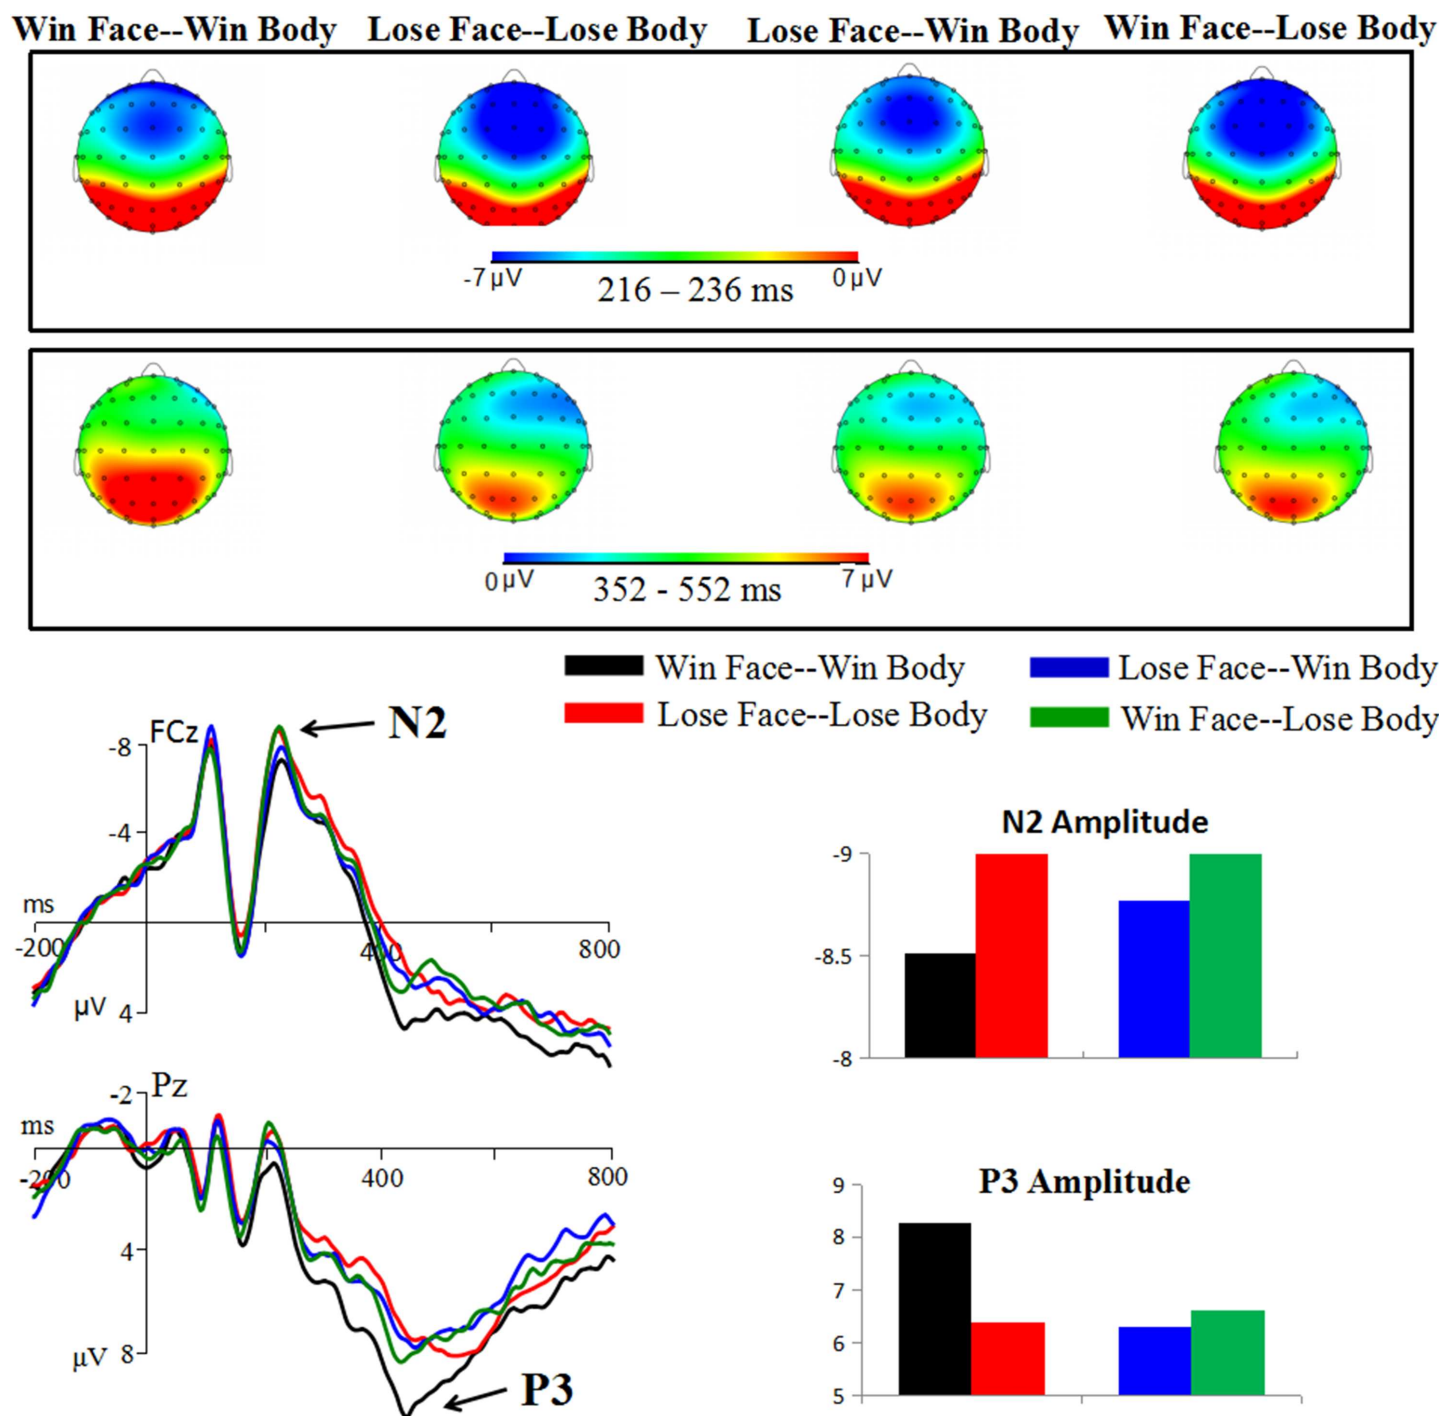 Win Face--Win Body Lose Face--Lose Body Lose Face--Win Body Win Face--Lose Body
-7 µV 0 µV
216 – 236 ms
0 µV 7 µV
352 - 552 ms
Win Face--Win Body Lose Face--Win Body
Lose Face--Lose Body Win Face--Lose Body
FCz N2
-8
-4
ms
-200 400 800
µV 4
N2 Amplitude
-9
-8.5
-8
-2 Pz
ms
-200 400 800
4
µV 8
P3
P3 Amplitude
9
8
7
6
5